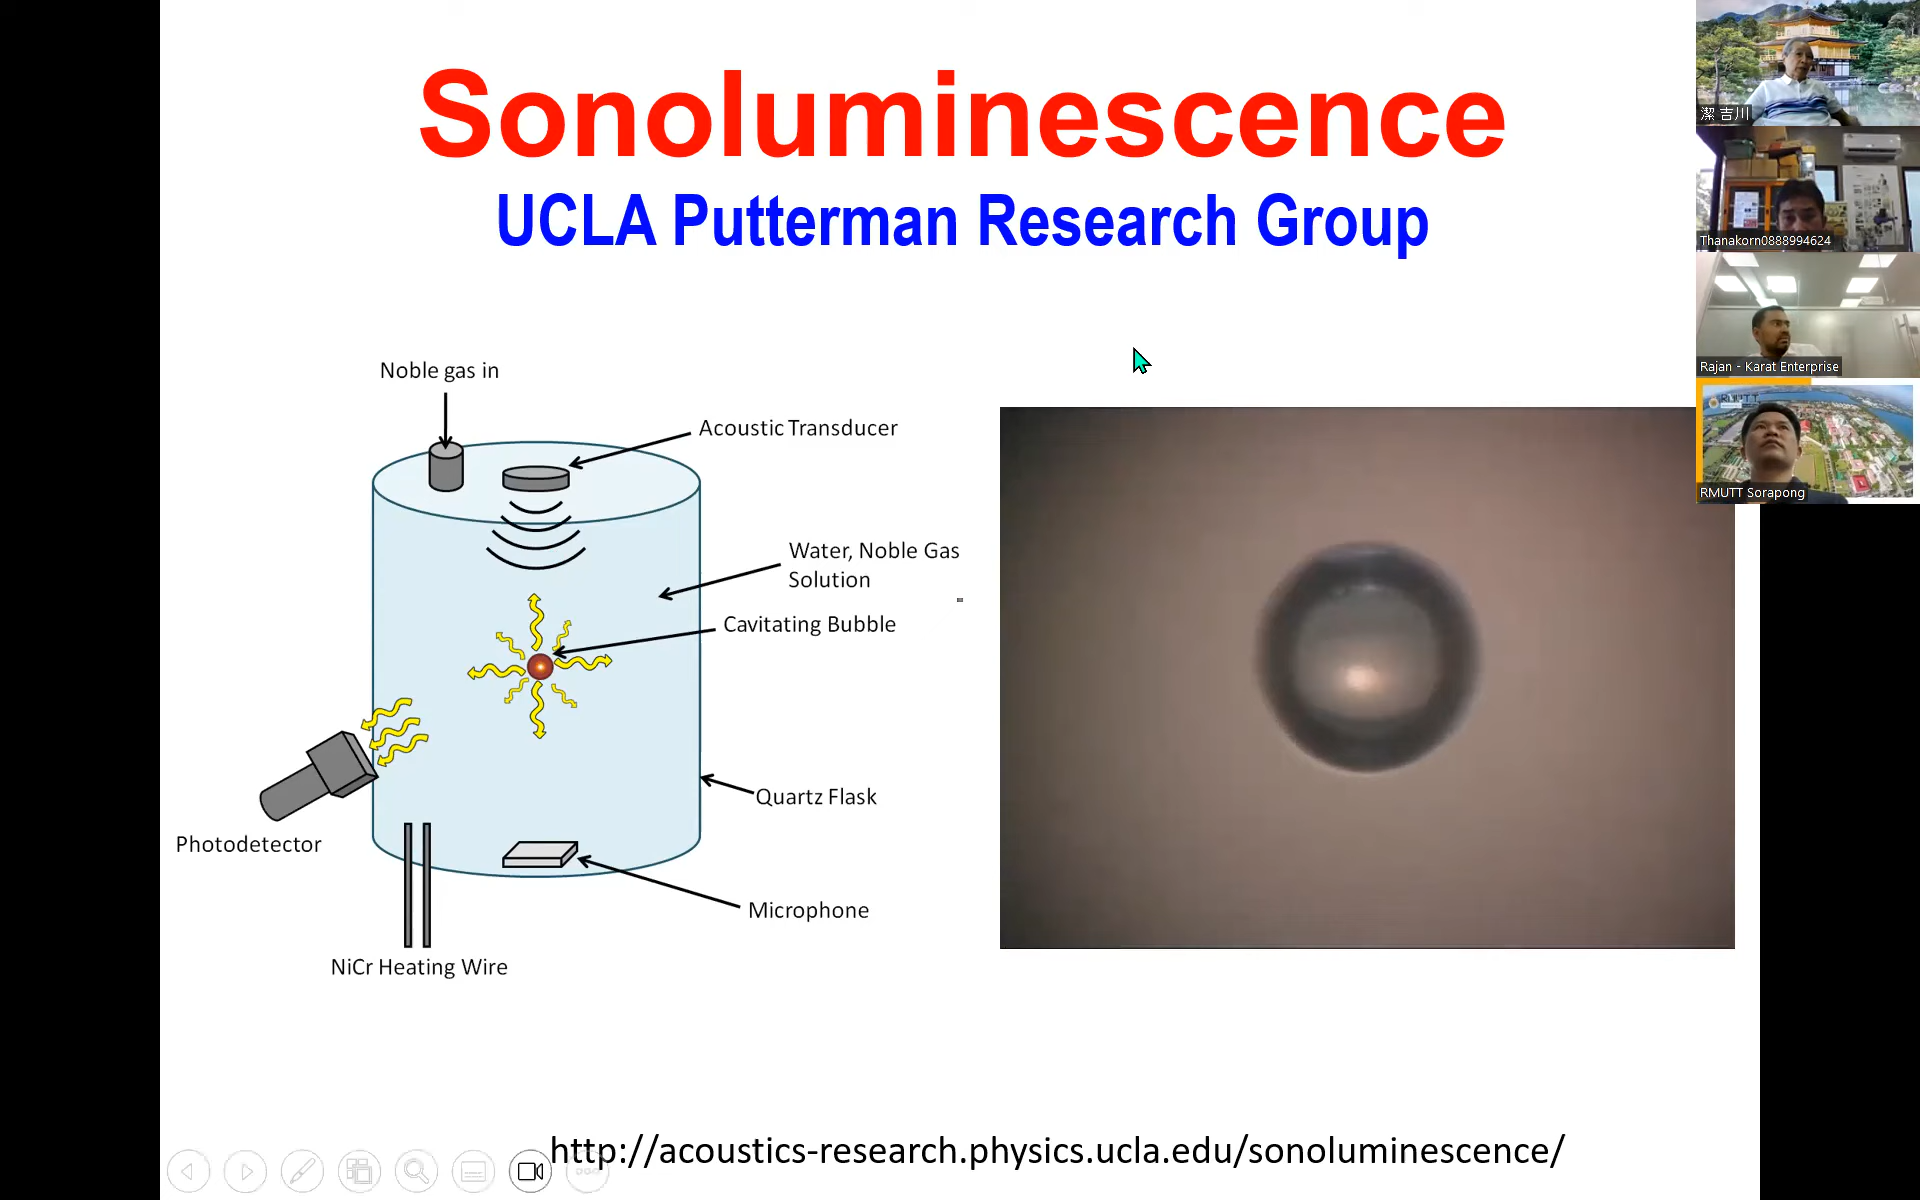 Sonoluminescence
UCLA Putterman Research Group
Noble gas in
Acoustic Transducer
Water, Noble Gas
Solution
Cavitating Bubble
Quartz Flask
Photodetector
Microphone
NiCr Heating Wire
http://acoustics-research.physics.ucla.edu/sonoluminescence/
潔 吉川
Thanakorn0888994624
Rajan - Karat Enterprise
RMUTT
RMUTT Sorapong